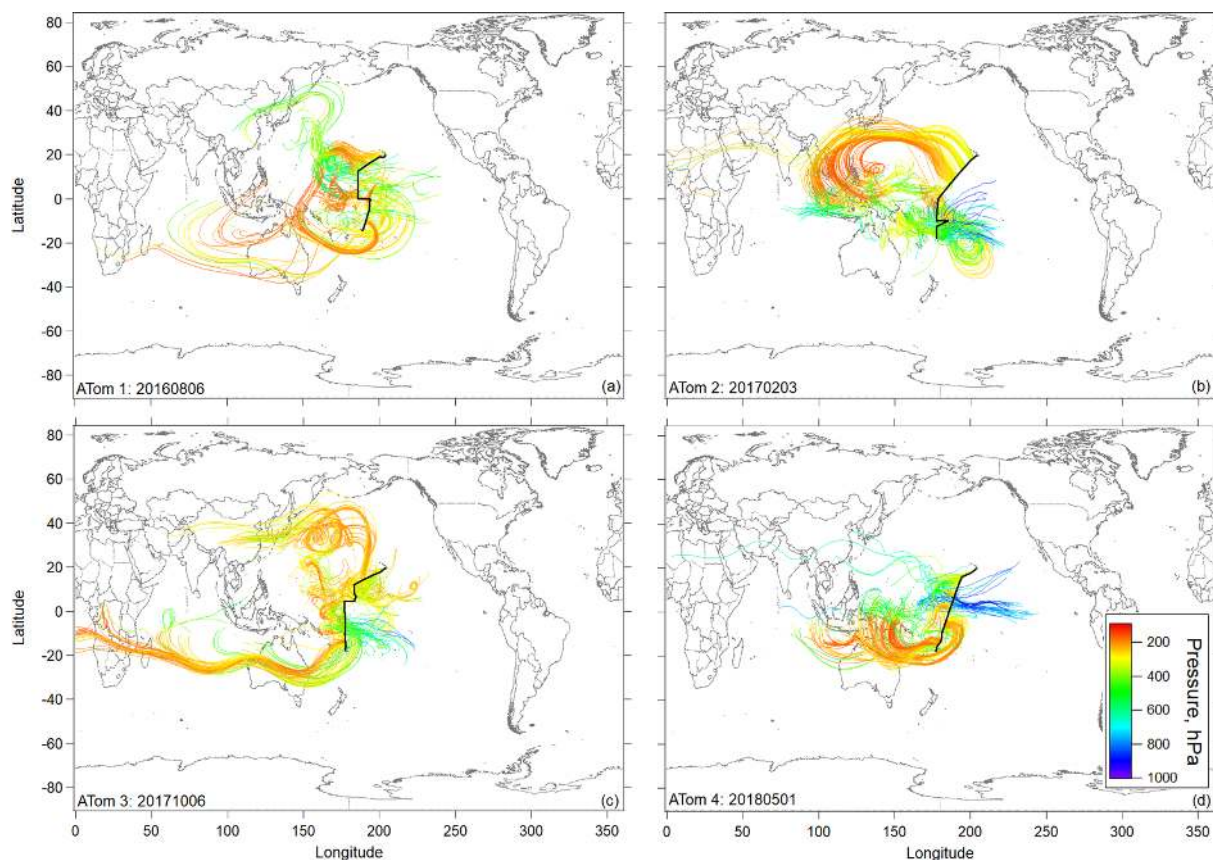 80
60
40
20
0
-20
-40
-60
-80
Latitude
ATom 1: 20160806
(a)
ATom 2: 20170203
(b)
80
60
40
20
0
-20
-40
-60
-80
Latitude
ATom 3: 20171006
(c)
ATom 4: 20180501
(d)
200
400
600
800
1000
Pressure, hPa
0 50 100 150 200 250 300 350
Longitude
0 50 100 150 200 250 300 350
Longitude